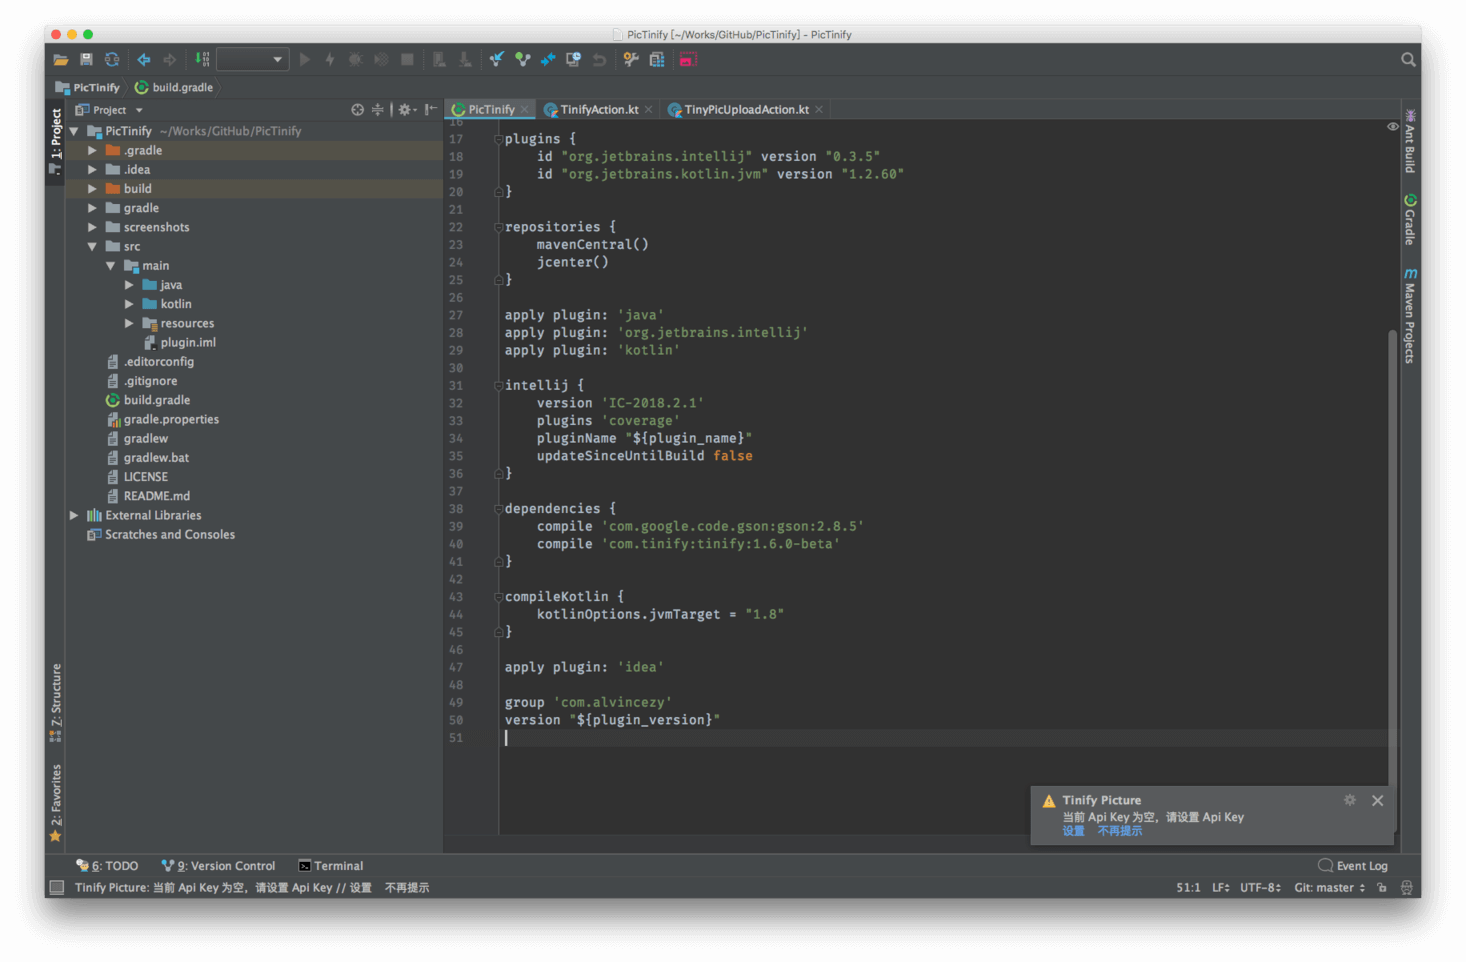 PicTinify [~/Works/GitHub/PicTinify] - PicTinify
PicTinify
build.gradle
Project
PicTinify
TinifyAction.kt
TinyPicUploadAction.kt
1: Project
Z: Structure
2: Favorites
PicTinify ~/Works/GitHub/PicTinify
.gradle
.idea
build
gradle
screenshots
src
main
java
kotlin
resources
plugin.iml
.editorconfig
.gitignore
build.gradle
gradle.properties
gradlew
gradlew.bat
LICENSE
README.md
External Libraries
Scratches and Consoles
16
17 plugins {
18 id "org.jetbrains.intellij" version "0.3.5"
19 id "org.jetbrains.kotlin.jvm" version "1.2.60"
20 }
21
22 repositories {
23 mavenCentral()
24 jcenter()
25 }
26
27 apply plugin: 'java'
28 apply plugin: 'org.jetbrains.intellij'
29 apply plugin: 'kotlin'
30
31 intellij {
32 version 'IC-2018.2.1'
33 plugins 'coverage'
34 pluginName "${plugin_name}"
35 updateSinceUntilBuild false
36 }
37
38 dependencies {
39 compile 'com.google.code.gson:gson:2.8.5'
40 compile 'com.tinify:tinify:1.6.0-beta'
41 }
42
43 compileKotlin {
44 kotlinOptions.jvmTarget = "1.8"
45 }
46
47 apply plugin: 'idea'
48
49 group 'com.alvincezy'
50 version "${plugin_version}"
51
Ant Build
Gradle
Maven Projects
Tinify Picture
当前 Api Key 为空，请设置 Api Key
设置 不再提示
6: TODO
9: Version Control
Terminal
Event Log
Tinify Picture: 当前 Api Key 为空，请设置 Api Key // 设置 不再提示
51:1 LF UTF-8 Git: master